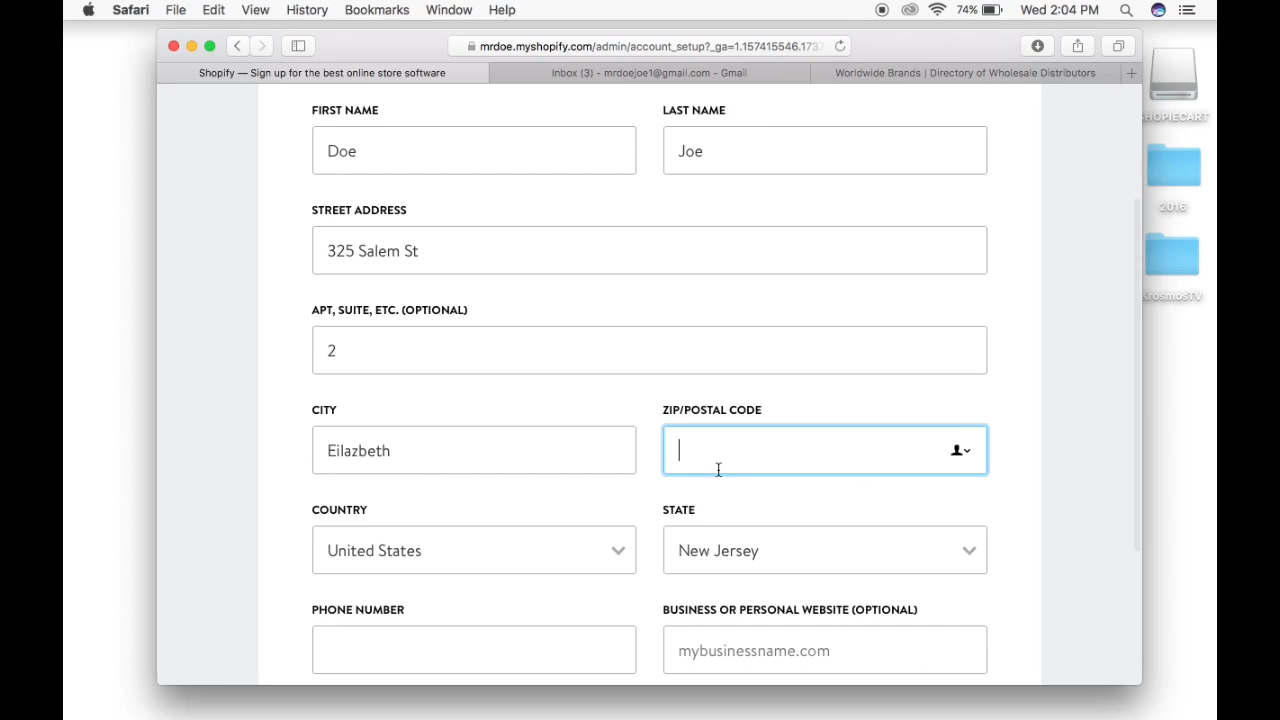 Safari File Edit View History Bookmarks Window Help 74% Wed 2:04 PM
mrdoe.myshopify.com/admin/account_setup?_ga=1.157415546.173
Shopify — Sign up for the best online store software Inbox (3) - mrdoejoe1@gmail.com - Gmail Worldwide Brands | Directory of Wholesale Distributors
FIRST NAME LAST NAME
Doe Joe
STREET ADDRESS
325 Salem St
APT, SUITE, ETC. (OPTIONAL)
2
CITY ZIP/POSTAL CODE
Eilazbeth
COUNTRY STATE
United States New Jersey
PHONE NUMBER BUSINESS OR PERSONAL WEBSITE (OPTIONAL)
mybusinessname.com
HOPIECART
2016
rosmosTV